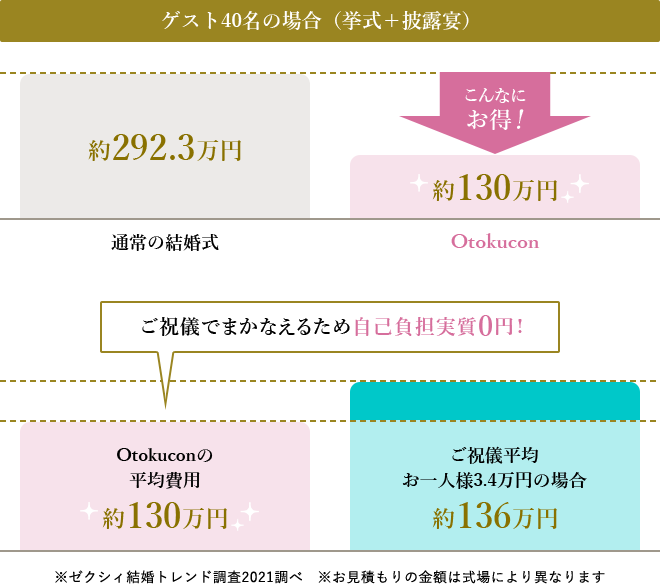 ゲスト40名の場合（挙式＋披露宴）
こんなに
お得！
約292.3万円
約130万円
通常の結婚式
Otokucon
ご祝儀でまかなえるため自己負担実質0円！
Otokuconの
平均費用
約130万円
ご祝儀平均
お一人様3.4万円の場合
約136万円
※ゼクシィ結婚トレンド調査2021調べ　※お見積もりの金額は式場により異なります